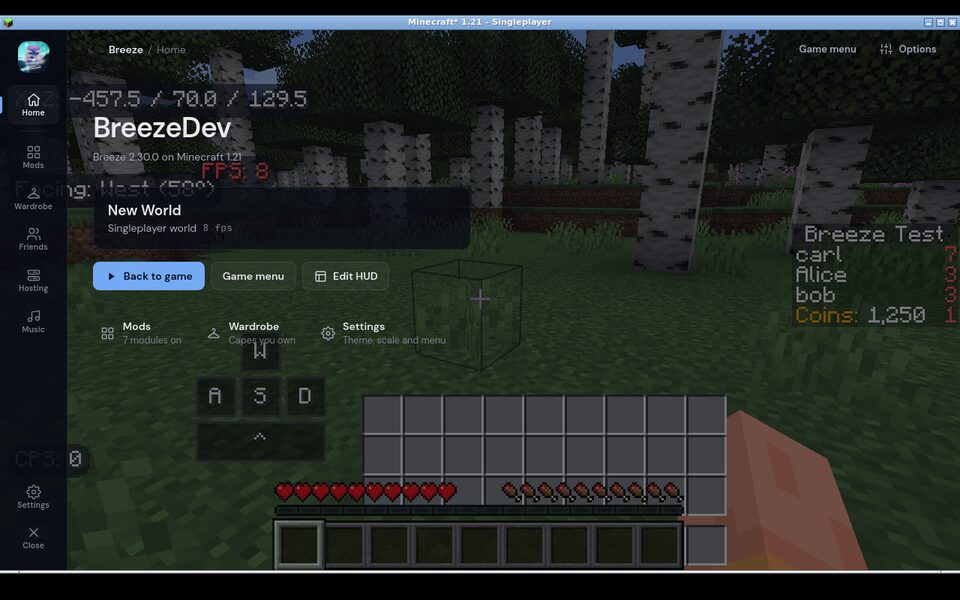 Minecraft* 1.21 - Singleplayer
Breeze / Home
Game menu
Options
-457.5 / 70.0 / 129.5
Home
BreezeDev
Breeze 2.30.0 on Minecraft 1.21
FPS: 8
Mods
Facing: West (589)
Wardrobe
New World
Singleplayer world 8 fps
Friends
Breeze Test
carl 7
Alice 3
bob 3
Coins: 1,250 1
Back to game
Game menu
Edit HUD
Hosting
Music
Mods
7 modules on
Wardrobe
Capes you own
Settings
Theme, scale and menu
W
A S D
^
CPS: 0
Settings
Close